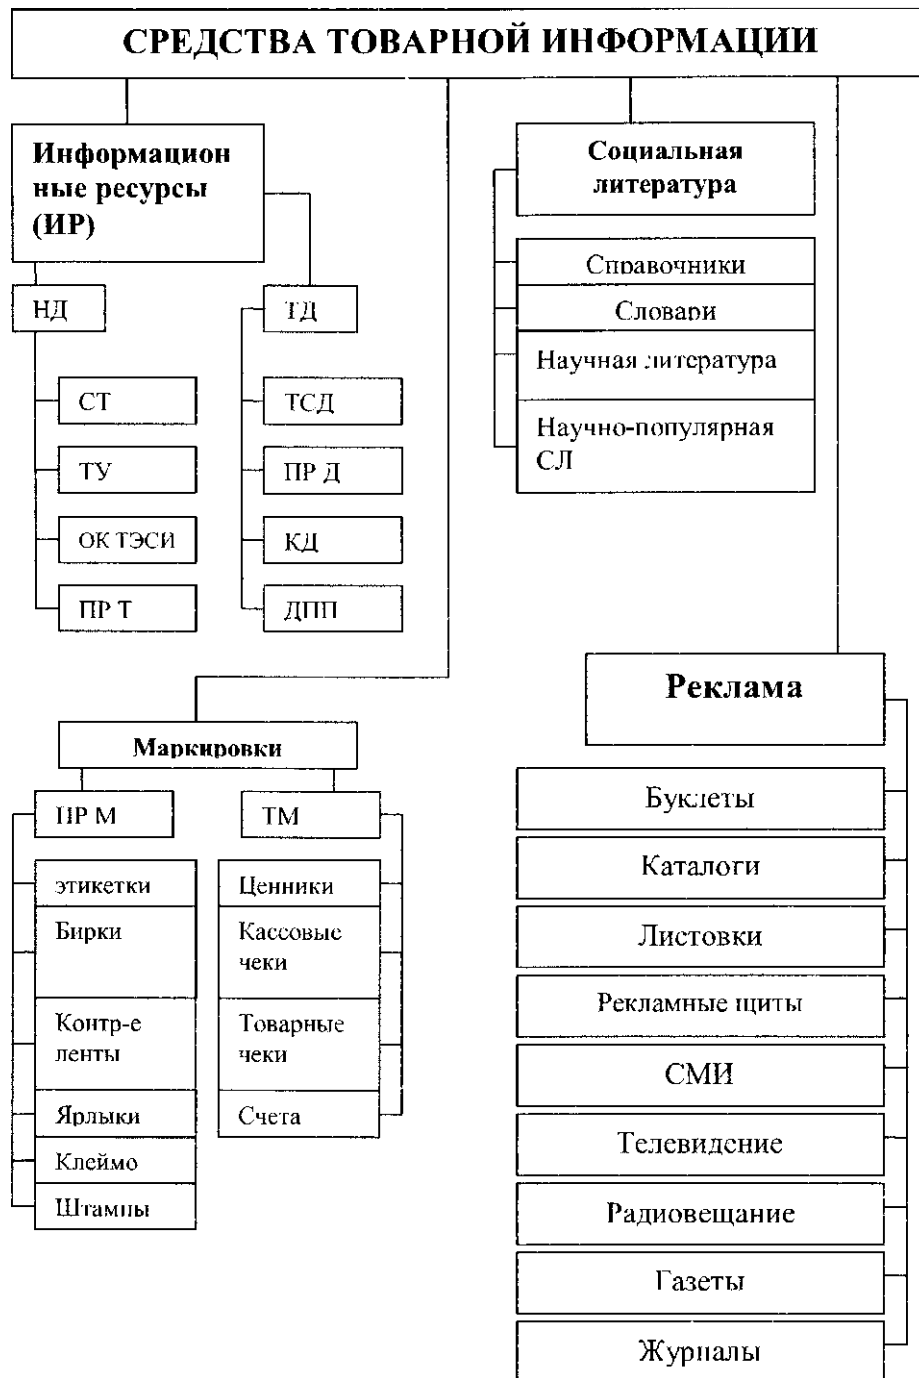 СРЕДСТВА ТОВАРНОЙ ИНФОРМАЦИИ
Информацион
ные ресурсы
(ИР)
НД
СТ
ТУ
ОК ТЭСИ
ПР Т
ТД
ТСД
ПР Д
КД
ДПП
Социальная
литература
Справочники
Словари
Научная литература
Научно-популярная
СЛ
Маркировки
ПР М
этикетки
Бирки
Контр-е
ленты
Ярлыки
Клеймо
Штампы
ТМ
Ценники
Кассовые
чеки
Товарные
чеки
Счета
Реклама
Буклеты
Каталоги
Листовки
Рекламные щиты
СМИ
Телевидение
Радиовещание
Газеты
Журналы